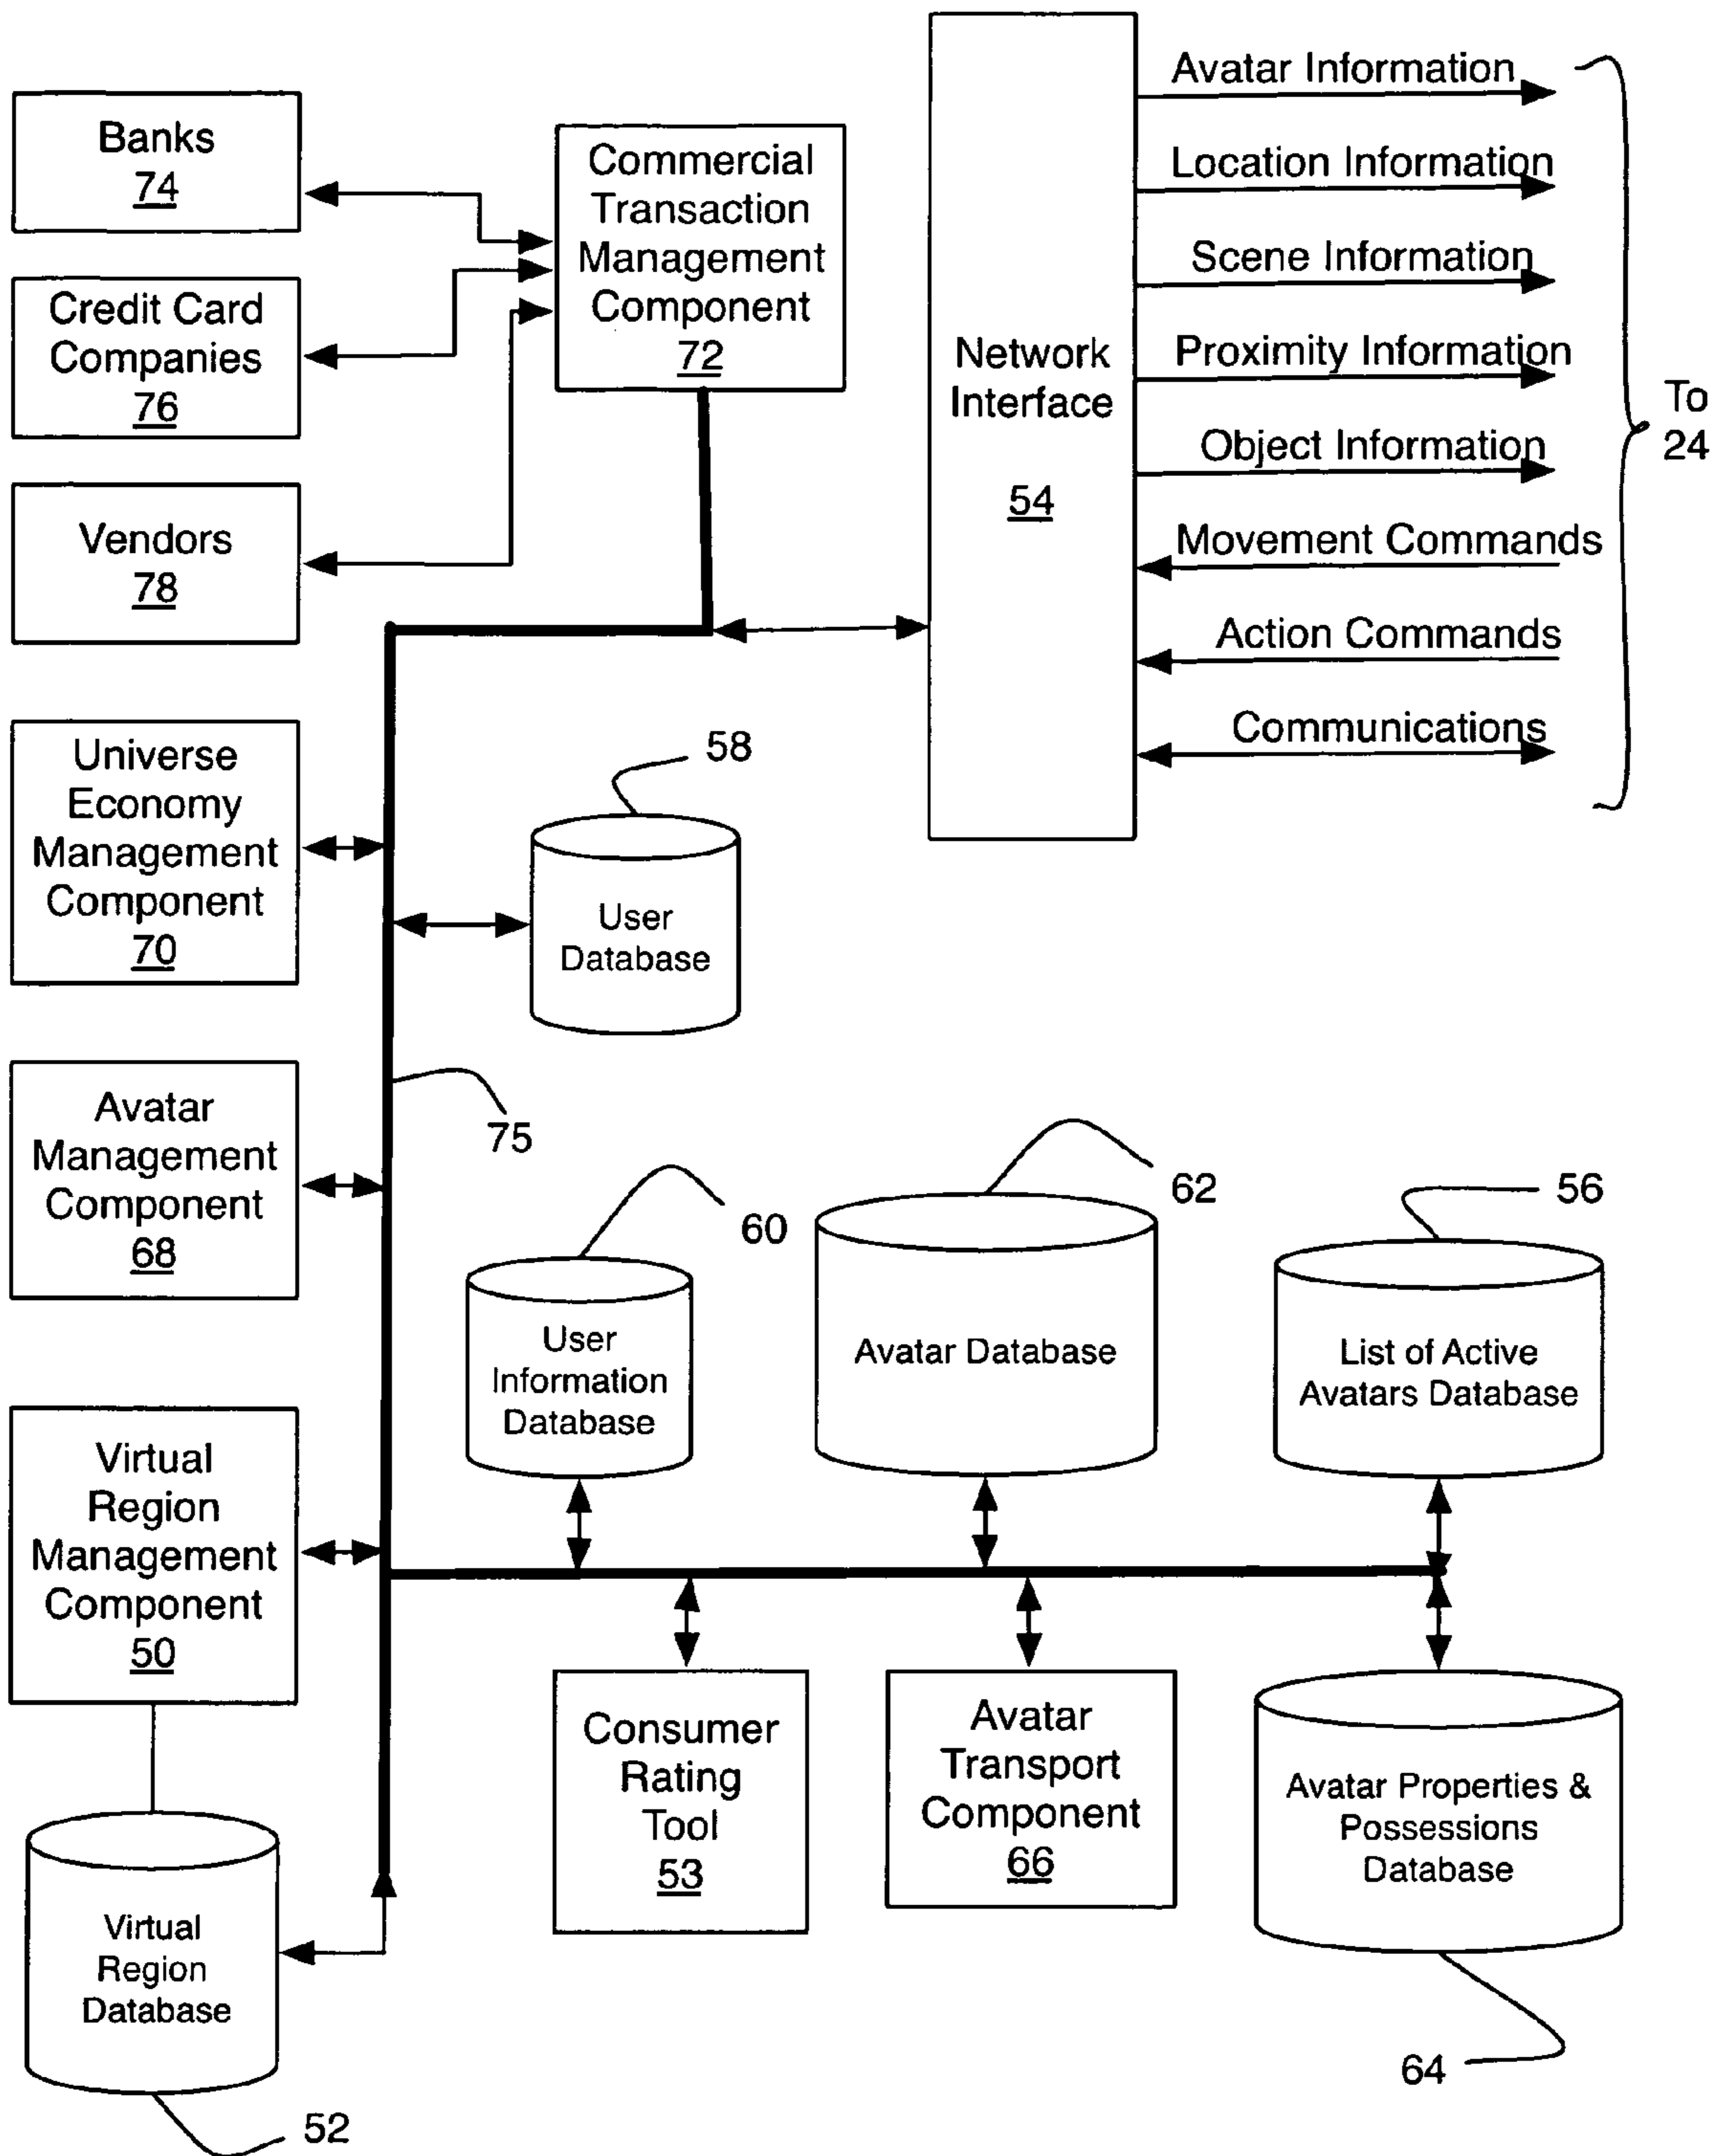 Banks
74
Credit Card
Companies
76
Vendors
78
Commercial
Transaction
Management
Component
72
Network
Interface
54
Avatar Information
Location Information
Scene Information
Proximity Information
Object Information
Movement Commands
Action Commands
Communications
To
24
Universe
Economy
Management
Component
70
58
User
Database
Avatar
Management
Component
68
75
60
User
Information
Database
62
Avatar Database
56
List of Active
Avatars Database
Virtual
Region
Management
Component
50
Consumer
Rating
Tool
53
Avatar
Transport
Component
66
Avatar Properties &
Possessions
Database
64
Virtual
Region
Database
52